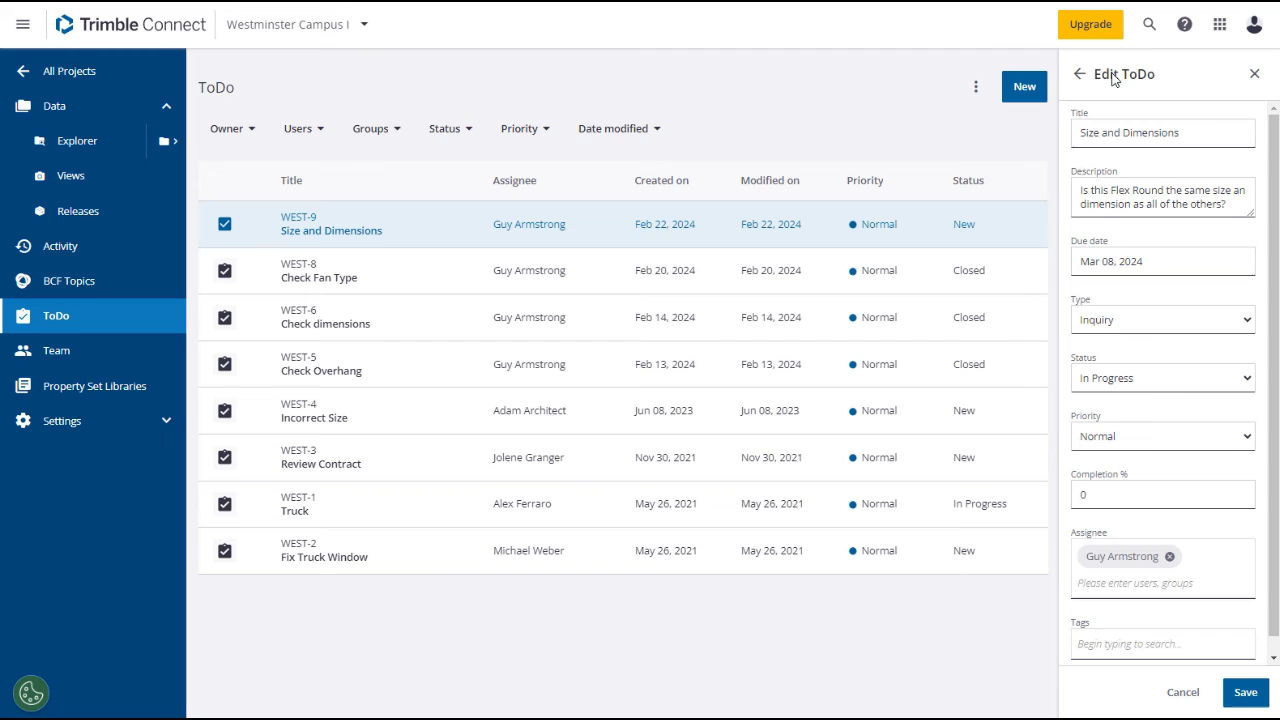 Trimble Connect
Westminster Campus I
Upgrade
All Projects
Data
Explorer
Views
Releases
Activity
BCF Topics
ToDo
Team
Property Set Libraries
Settings
ToDo
New
Owner Users Groups Status Priority Date modified
Title Assignee Created on Modified on Priority Status
WEST-9
Size and Dimensions Guy Armstrong Feb 22, 2024 Feb 22, 2024 Normal New
WEST-8
Check Fan Type Guy Armstrong Feb 20, 2024 Feb 20, 2024 Normal Closed
WEST-6
Check dimensions Guy Armstrong Feb 14, 2024 Feb 14, 2024 Normal Closed
WEST-5
Check Overhang Guy Armstrong Feb 13, 2024 Feb 13, 2024 Normal Closed
WEST-4
Incorrect Size Adam Architect Jun 08, 2023 Jun 08, 2023 Normal New
WEST-3
Review Contract Jolene Granger Nov 30, 2021 Nov 30, 2021 Normal New
WEST-1
Truck Alex Ferraro May 26, 2021 May 26, 2021 Normal In Progress
WEST-2
Fix Truck Window Michael Weber May 26, 2021 May 26, 2021 Normal New
Edit ToDo
Title
Size and Dimensions
Description
Is this Flex Round the same size an
dimension as all of the others?
Due date
Mar 08, 2024
Type
Inquiry
Status
In Progress
Priority
Normal
Completion %
0
Assignee
Guy Armstrong
Please enter users, groups
Tags
Begin typing to search...
Cancel Save